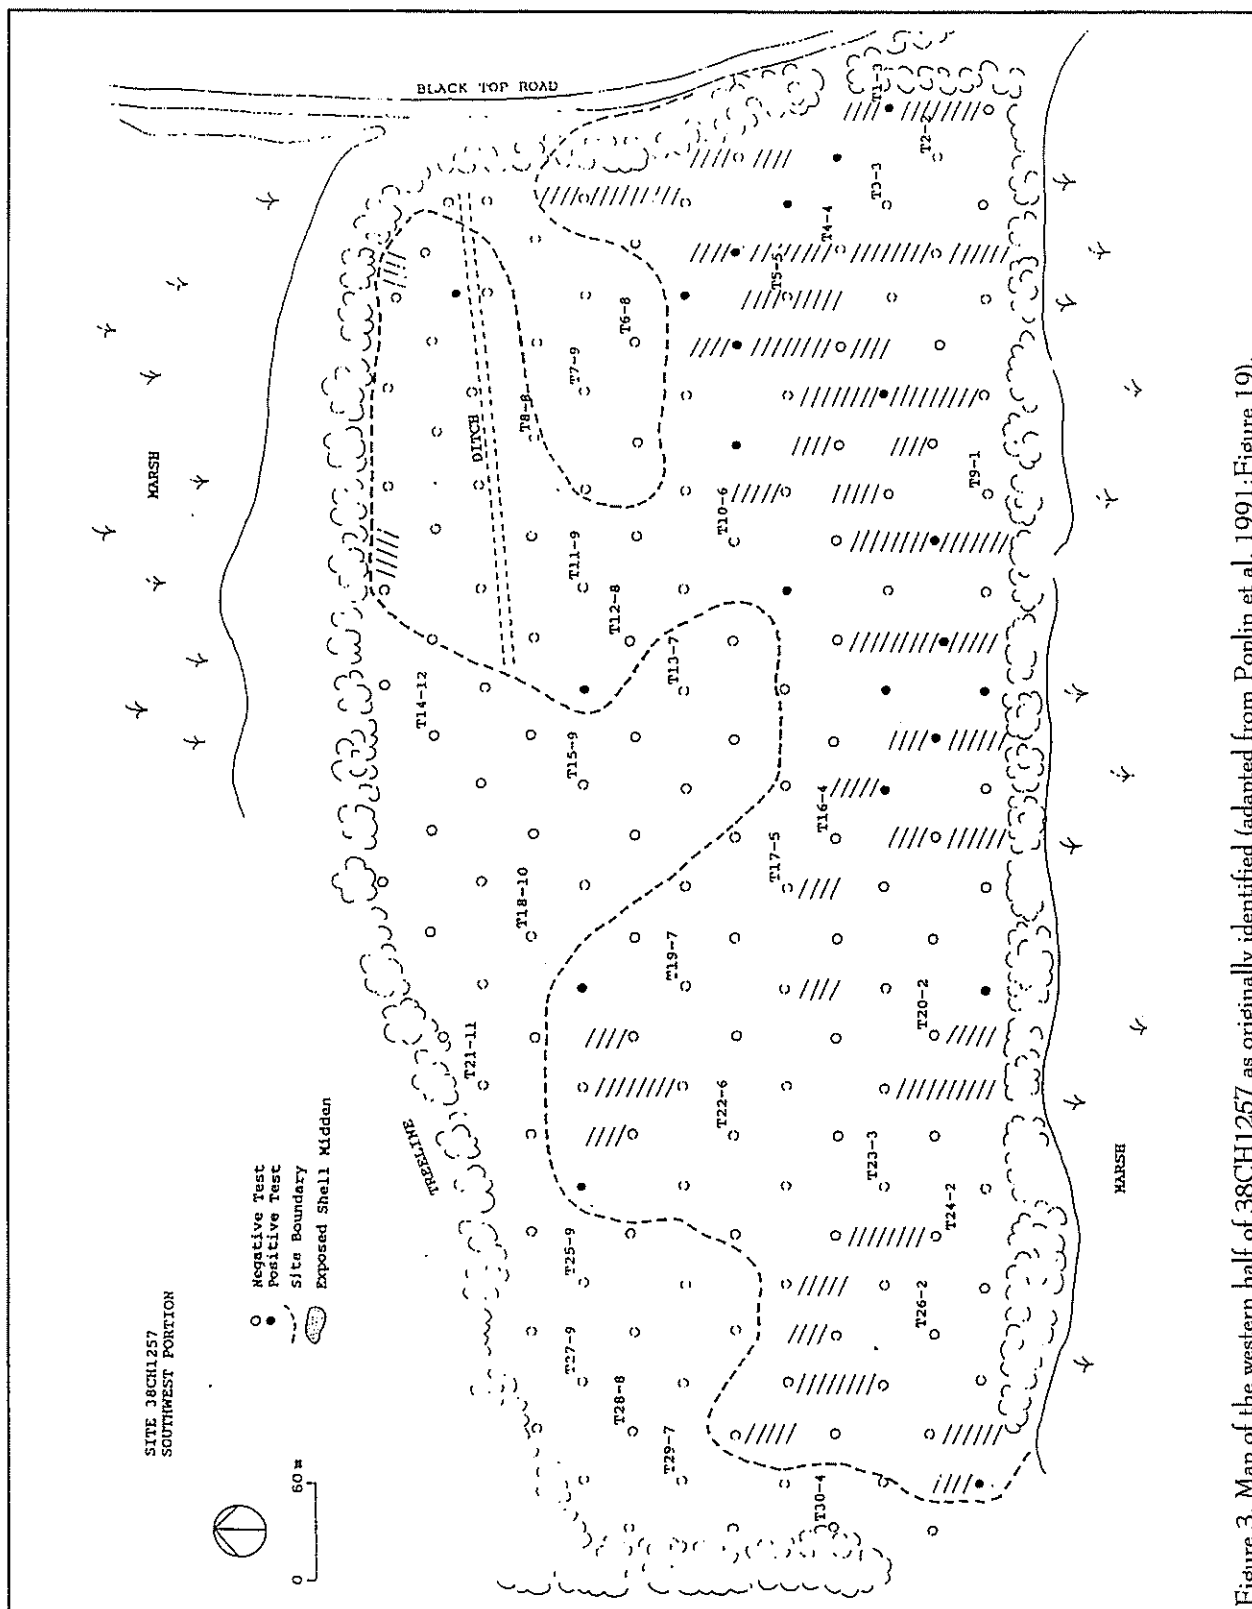 SITE 38CH1257
SOUTHWEST PORTION
0 60 m
Negative Test
Positive Test
Site Boundary
Exposed Shell Midden
TREELINE
MARSH
BLACK TOP ROAD
DITCH
MARSH
T1-3
T2-2
T3-3
T4-4
T5-5
T6-8
T7-9
T8-8
T9-1
T10-6
T11-9
T12-8
T13-7
T14-12
T15-9
T16-4
T17-5
T18-10
T19-7
T20-2
T21-11
T22-6
T23-3
T24-2
T25-9
T26-2
T27-9
T28-8
T29-7
T30-4
Figure 3. Map of the western half of 38CH1257 as originally identified (adapted from Poplin et al. 1991:Figure 19).